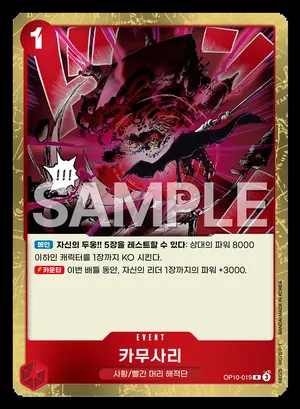 1
!!!
SAMPLE
메인 자신의 두웅!! 5장을 레스트할 수 있다: 상대의 파워 8000
이하인 캐릭터를 1장까지 KO 시킨다.
카운터 이번 배틀 동안, 자신의 리더 1장까지의 파워 +3000.
EVENT
카무사리
사황/빨간 머리 해적단
OP10-019 R 3